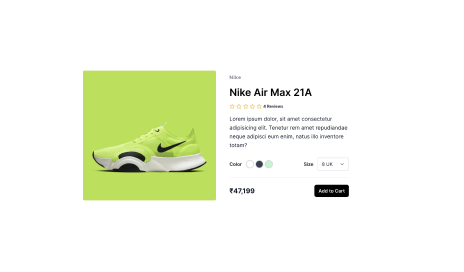 Nike
Nike Air Max 21A
4 Reviews
Lorem ipsum dolor, sit amet consectetur
adipisicing elit. Tenetur rem amet repudiandae
neque adipisci eum enim, natus illo inventore
totam?
Color Size 8 UK
₹47,199 Add to Cart